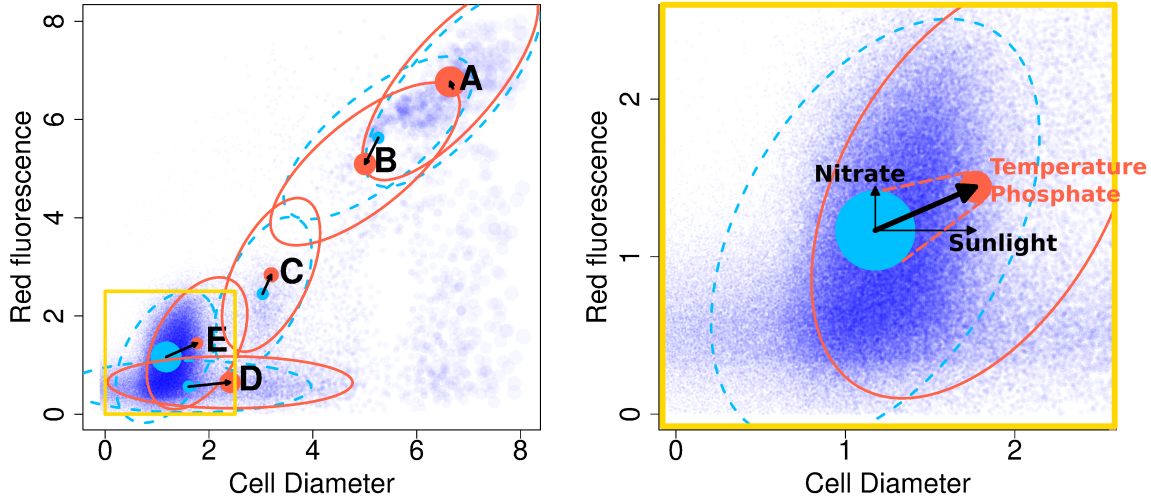 8
6
4
2
0
Red fluorescence
A
B
C
E
D
0 2 4 6 8
Cell Diameter
2
1
0
Red fluorescence
Nitrate
Temperature
Phosphate
Sunlight
0 1 2
Cell Diameter